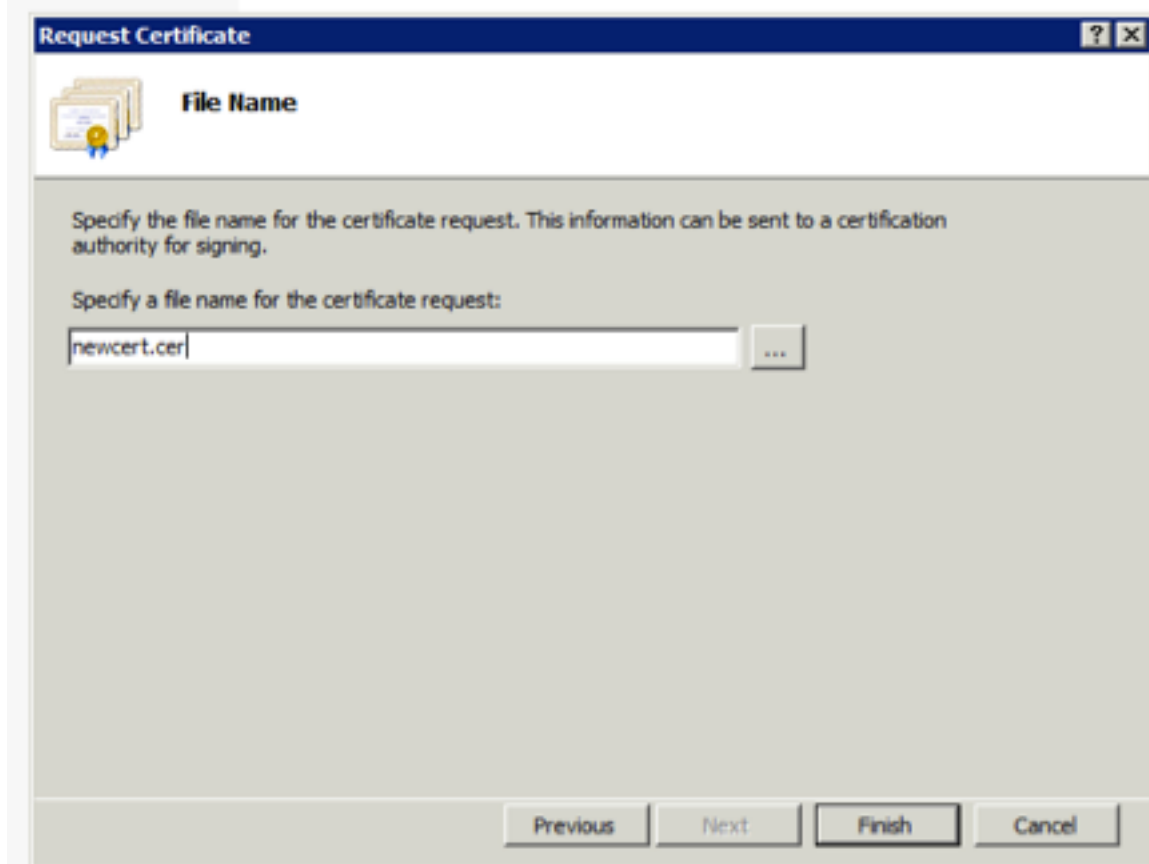 Request Certificate
File Name
Specify the file name for the certificate request. This information can be sent to a certification
authority for signing.
Specify a file name for the certificate request:
newcert.cer
...
Previous
Next
Finish
Cancel